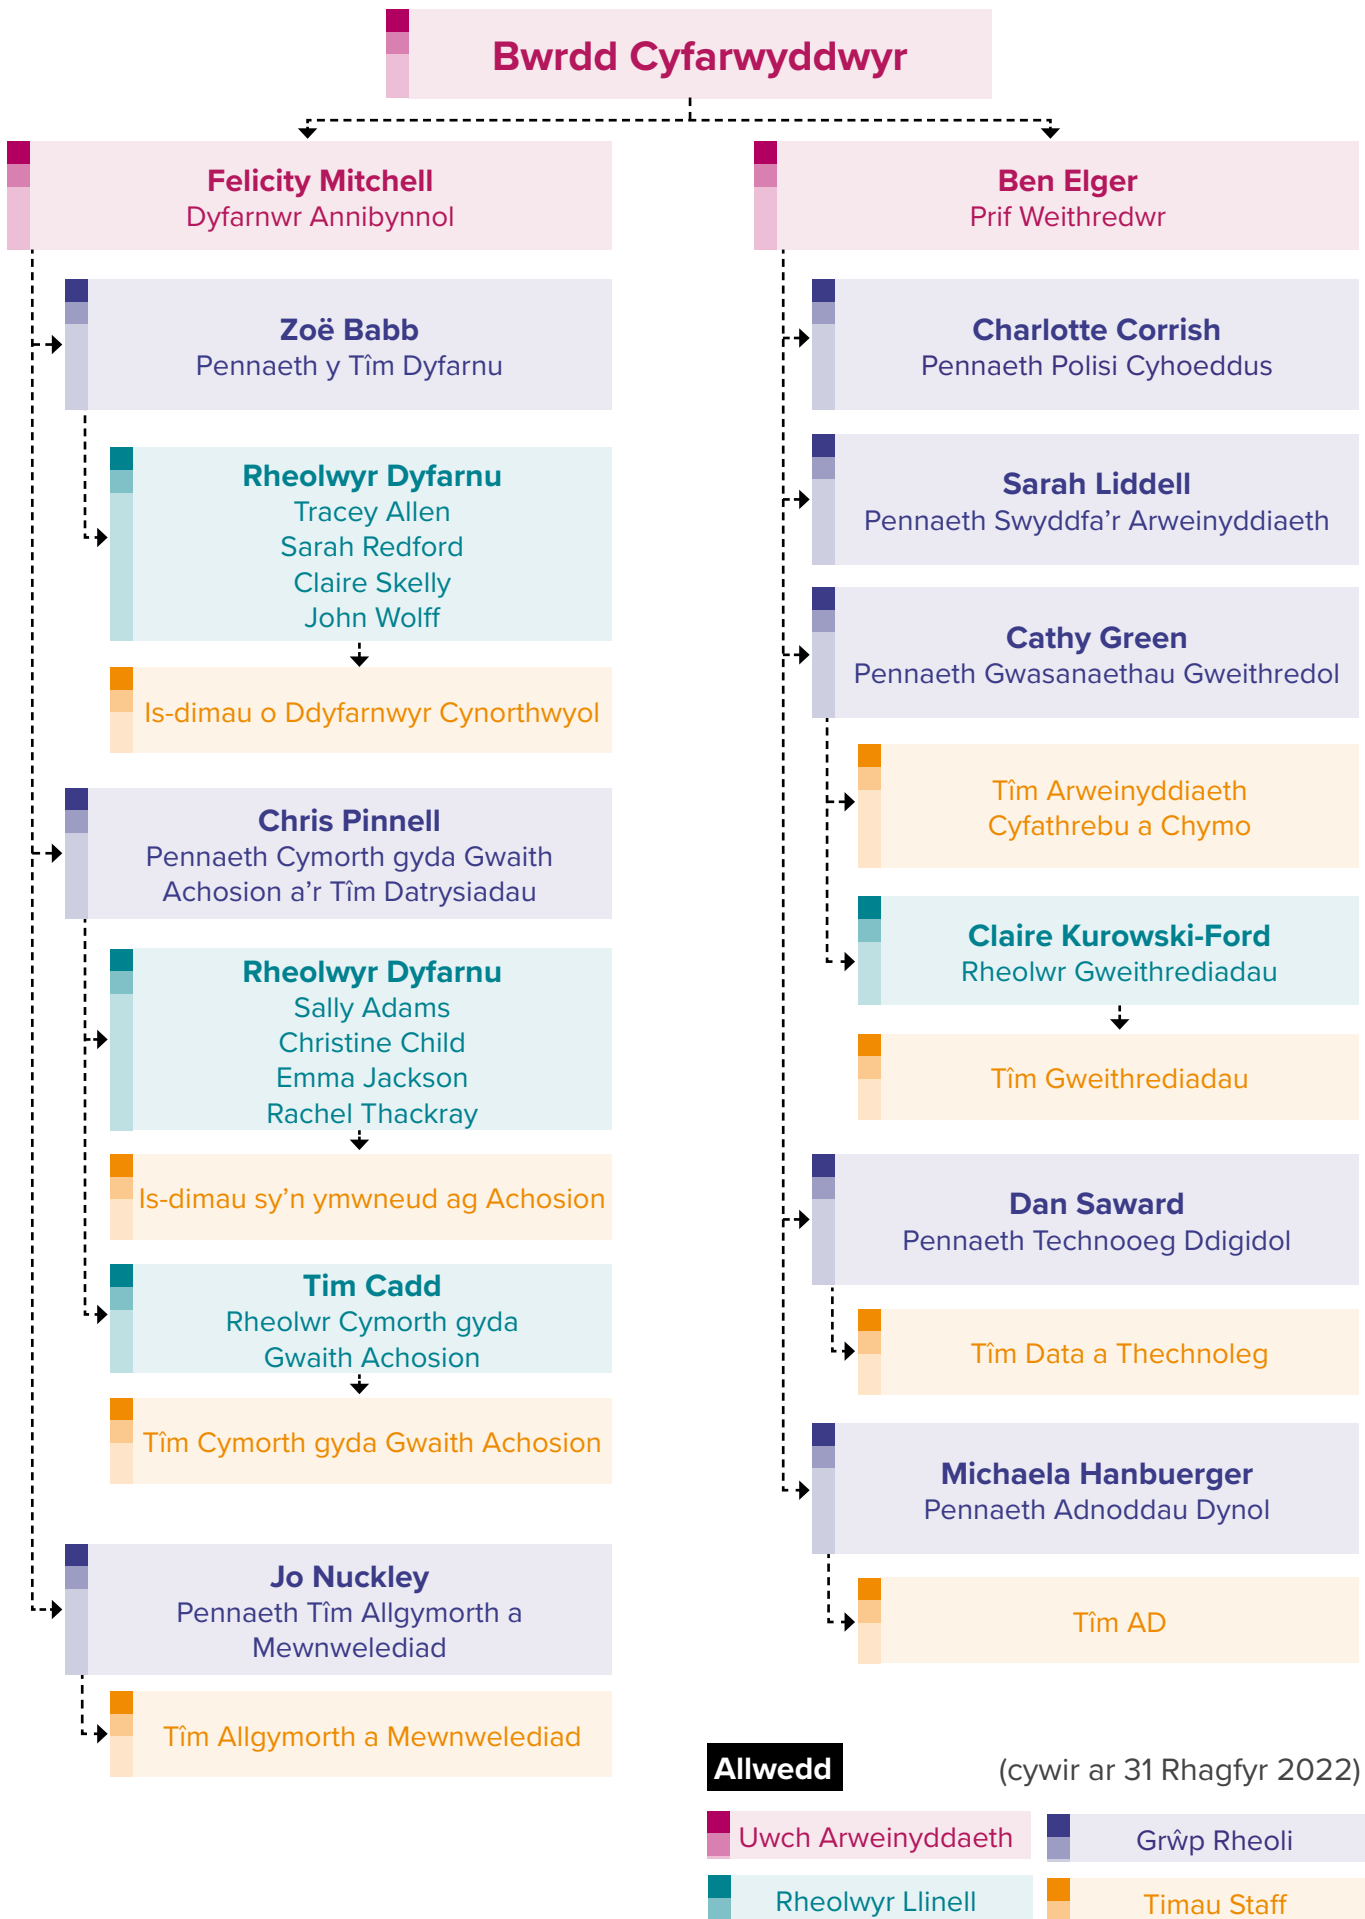 Bwrdd Cyfarwyddwyr
Felicity Mitchell
Dyfarnwr Annibynnol
Zoë Babb
Pennaeth y Tîm Dyfarnu
Rheolwyr Dyfarnu
Tracey Allen
Sarah Redford
Claire Skelly
John Wolff
Is-dimau o Ddyfarnwyr Cynorthwyol
Chris Pinnell
Pennaeth Cymorth gyda Gwaith
Achosion a'r Tîm Datrysiadau
Rheolwyr Dyfarnu
Sally Adams
Christine Child
Emma Jackson
Rachel Thackray
Is-dimau sy'n ymwneud ag Achosion
Tim Cadd
Rheolwr Cymorth gyda
Gwaith Achosion
Tîm Cymorth gyda Gwaith Achosion
Jo Nuckley
Pennaeth Tîm Allgymorth a
Mewnwelediad
Tîm Allgymorth a Mewnwelediad
Ben Elger
Prif Weithredwr
Charlotte Corrish
Pennaeth Polisi Cyhoeddus
Sarah Liddell
Pennaeth Swyddfa’r Arweinyddiaeth
Cathy Green
Pennaeth Gwasanaethau Gweithredol
Tîm Arweinyddiaeth
Cyfathrebu a Chymo
Claire Kurowski-Ford
Rheolwr Gweithrediadau
Tîm Gweithrediadau
Dan Saward
Pennaeth Technooeg Ddigidol
Tîm Data a Thechnoleg
Michaela Hanbuerger
Pennaeth Adnoddau Dynol
Tîm AD
Allwedd
(cywir ar 31 Rhagfyr 2022)
Uwch Arweinyddaeth
Grŵp Rheoli
Rheolwyr Llinell
Timau Staff